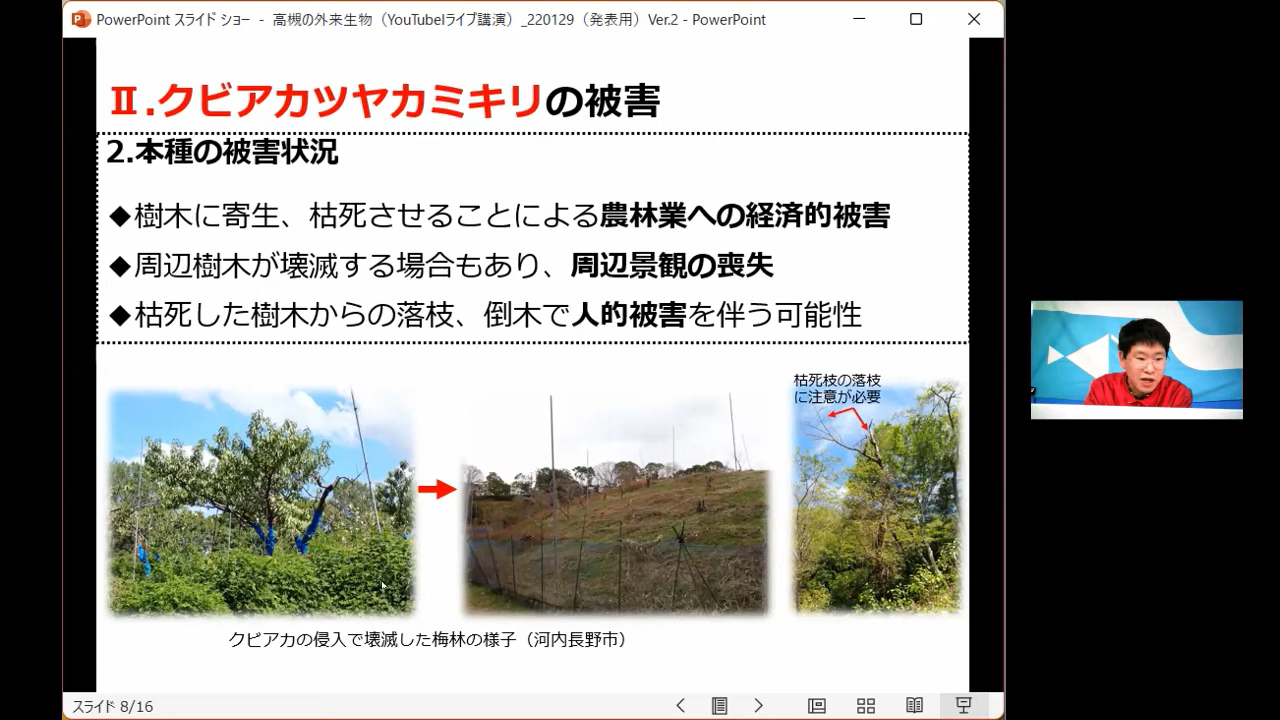 PowerPoint スライド ショー - 高槻の外来生物（YouTubeIライブ講演）_220129（発表用）Ver.2 - PowerPoint
Ⅱ.クビアカツヤカミキリの被害
2.本種の被害状況
◆樹木に寄生、枯死させることによる農林業への経済的被害
◆周辺樹木が壊滅する場合もあり、周辺景観の喪失
◆枯死した樹木からの落枝、倒木で人的被害を伴う可能性
枯死枝の落枝
に注意が必要
クビアカの侵入で壊滅した梅林の様子（河内長野市）
スライド 8/16